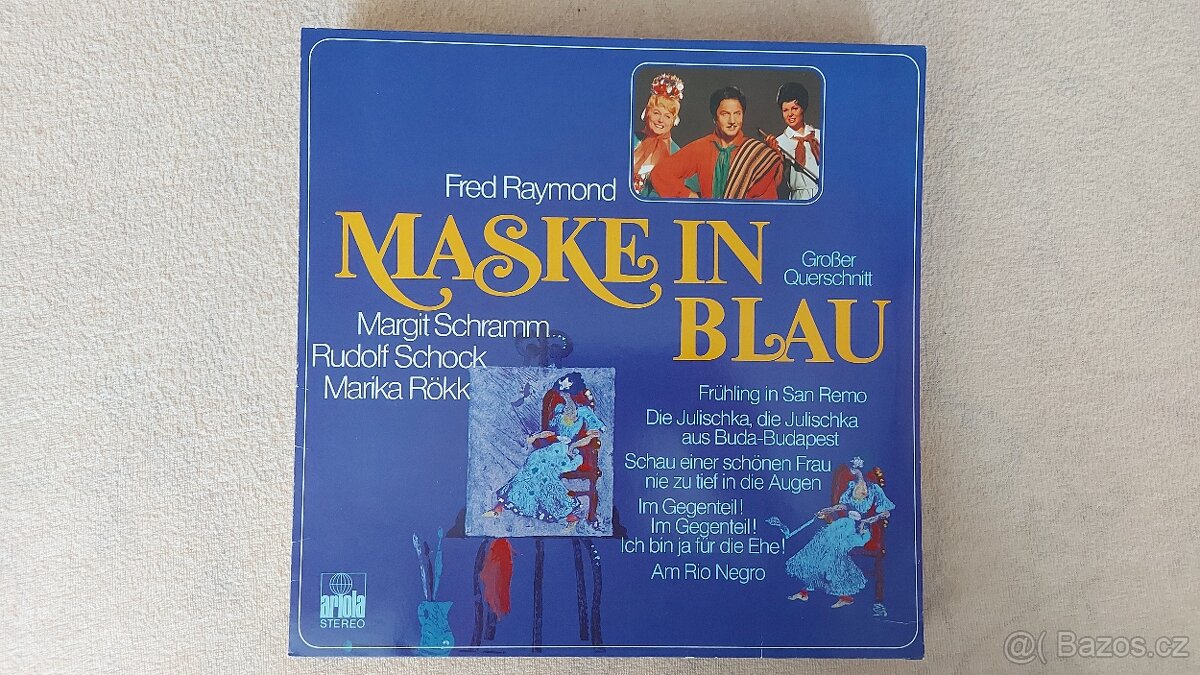 Fred Raymond
MASKE IN
BLAU
Großer
Querschnitt
Margit Schramm
Rudolf Schock
Marika Rökk
Frühling in San Remo
Die Julischka, die Julischka
aus Buda-Budapest
Schau einer schönen Frau
nie zu tief in die Augen
Im Gegenteil!
Im Gegenteil!
Ich bin ja für die Ehe!
Am Rio Negro
ariola
STEREO
@( Bazos.cz